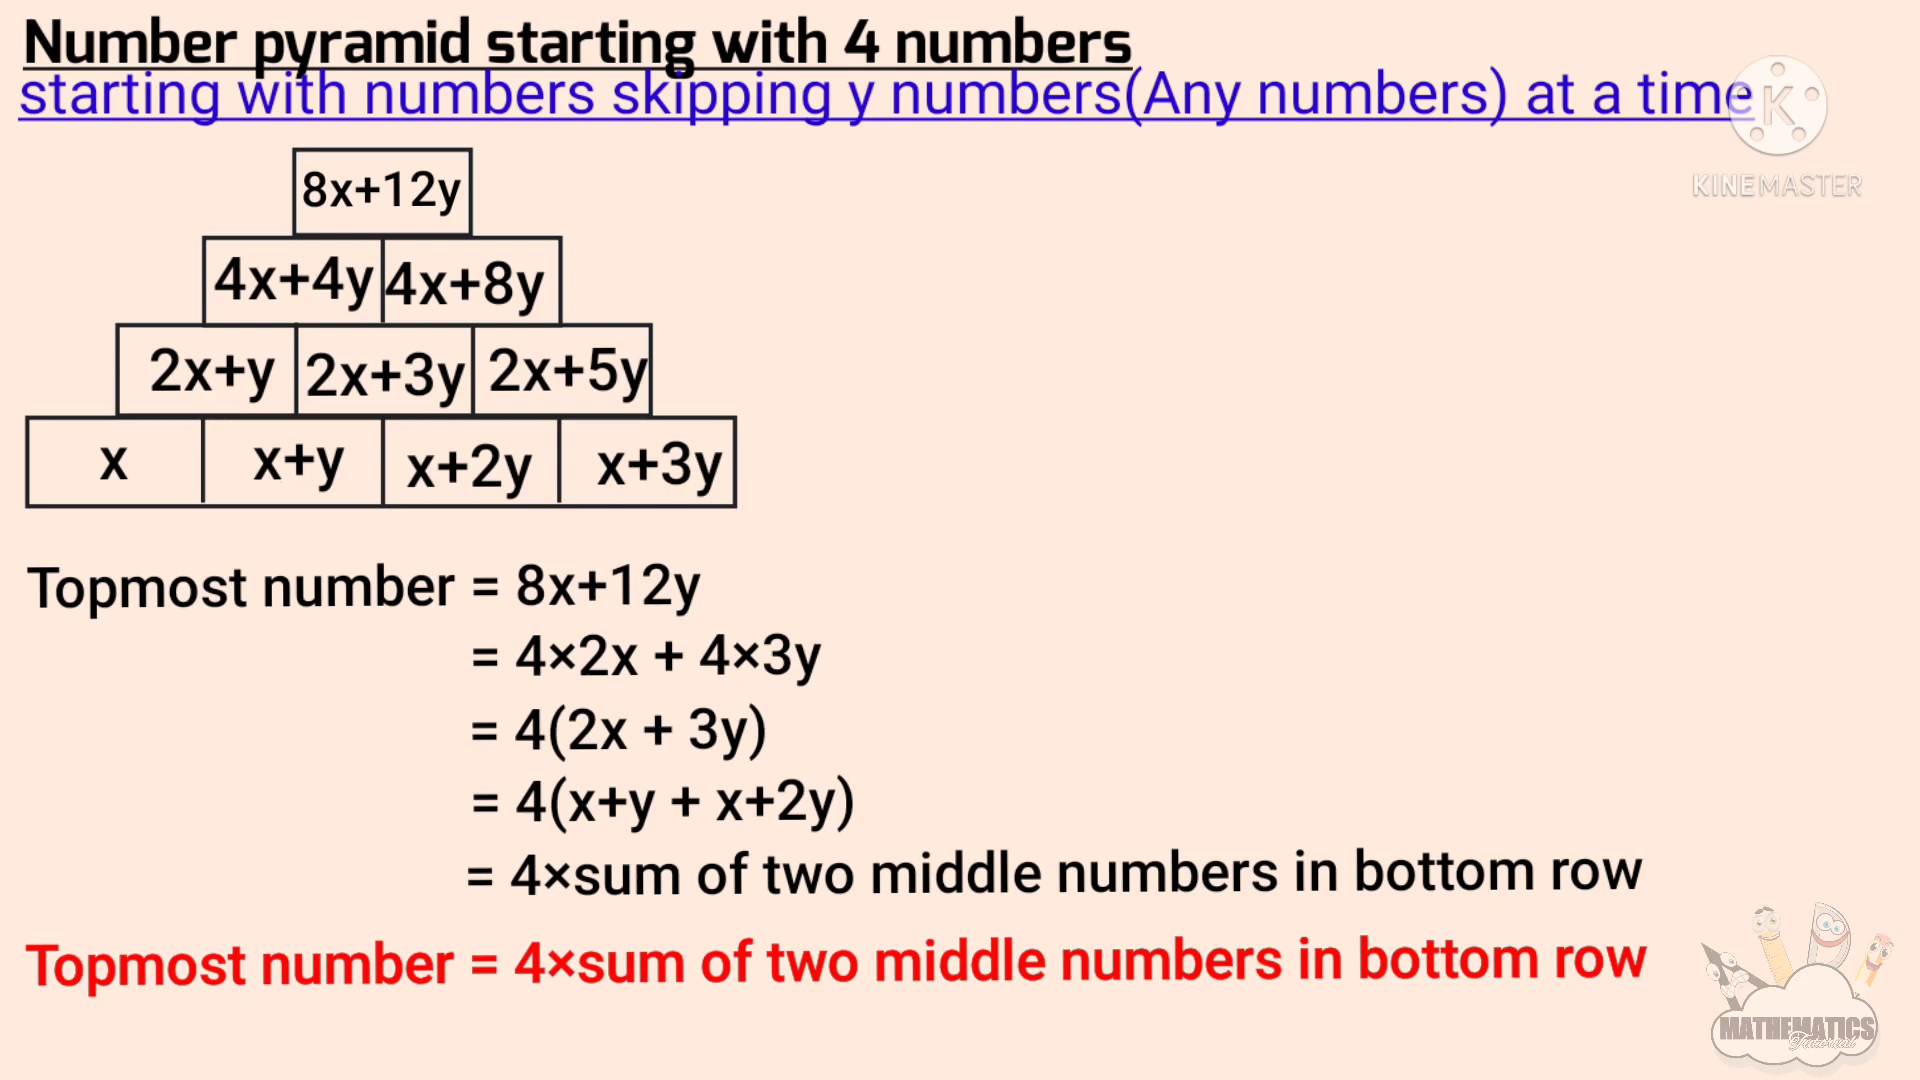 Number pyramid starting with 4 numbers
starting with numbers skipping y numbers(Any numbers) at a time
K
KINEMASTER
8x+12y
4x+4y 4x+8y
2x+y 2x+3y 2x+5y
x x+y x+2y x+3y
Topmost number = 8x+12y
= 4×2x + 4×3y
= 4(2x + 3y)
= 4(x+y + x+2y)
= 4×sum of two middle numbers in bottom row
Topmost number = 4×sum of two middle numbers in bottom row
MATHEMATICS
Tutorial